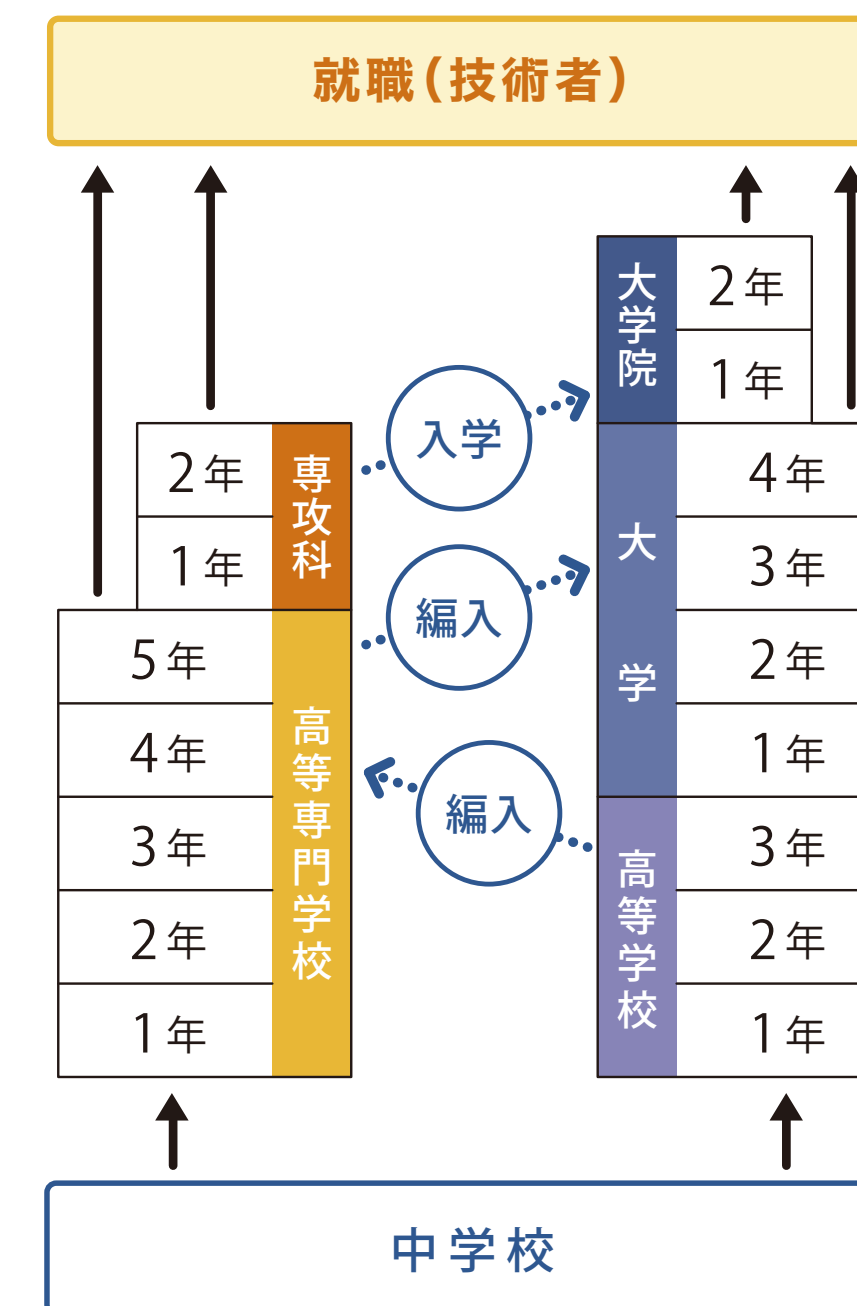 就職（技術者）
2年
1年
専攻科
5年
4年
3年
2年
1年
高等専門学校
入学
編入
編入
大学院
2年
1年
大学
4年
3年
2年
1年
高等学校
3年
2年
1年
中学校